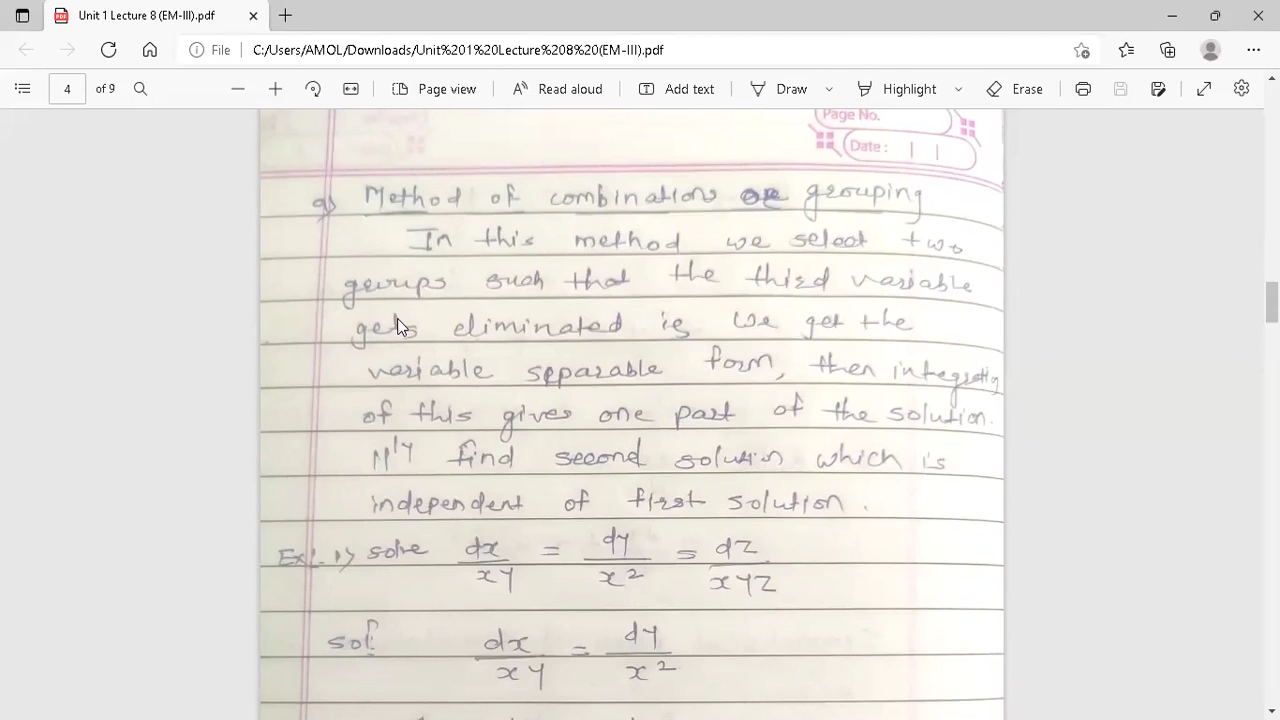 Unit 1 Lecture 8 (EM-III).pdf
File C:/Users/AMOL/Downloads/Unit%201%20Lecture%208%20(EM-III).pdf
4 of 9 Page view Read aloud Add text Draw Highlight Erase
Page No.
Date :
a) Method of combination or grouping
In this method we select two
groups such that the third variable
gets eliminated ie we get the
variable spparable form, then integration
of this gives one part of the solution.
||'ly find second solution which is
independent of first solution.
Ex:. 1) solve dx/xy = dy/x² = dz/xyz
sol: dx/xy = dy/x²